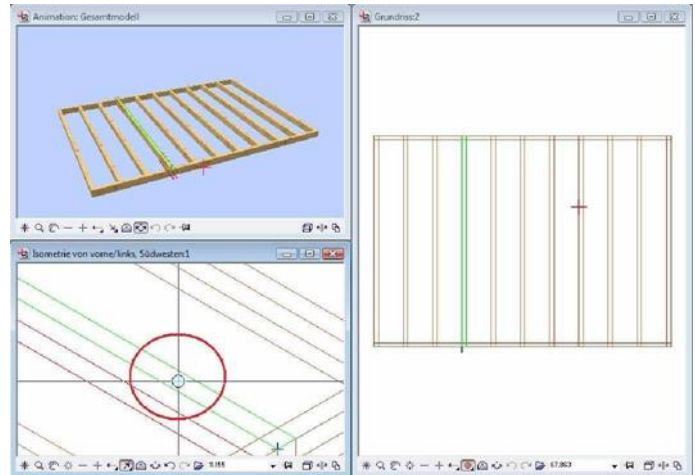 Animation: Gesamtmodell
Grundriss:2
Isometrie von vorne/links, Südwesten:1